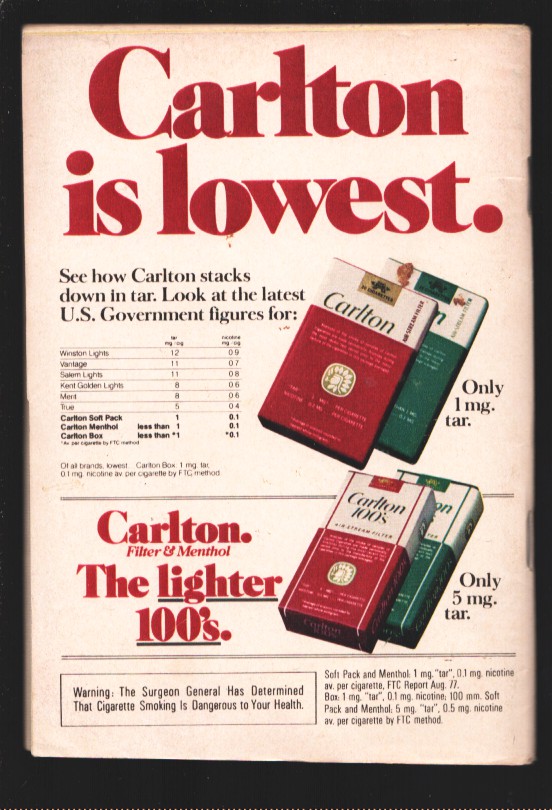 Carlton
is lowest.
See how Carlton stacks
down in tar. Look at the latest
U.S. Government figures for:
tar nicotine
mg/cig mg/cig
Winston Lights 12 0.9
Vantage 11 0.7
Salem Lights 11 0.8
Kent Golden Lights 8 0.6
Merit 8 0.6
True 5 0.4
Carlton Soft Pack 1 0.1
Carlton Menthol less than 1 0.1
Carlton Box less than *1 *0.1
*Av. per cigarette by FTC method
Of all brands, lowest...Carlton Box: 1 mg. tar,
0.1 mg. nicotine av. per cigarette by FTC method.
Carlton
AIR-STREAM FILTER
Only
1 mg.
tar.
Carlton.
Filter & Menthol
The lighter
100's.
Carlton
100's
AIR-STREAM FILTER
Carlton
Only
5 mg.
tar.
Warning: The Surgeon General Has Determined
That Cigarette Smoking Is Dangerous to Your Health.
Soft Pack and Menthol: 1 mg. "tar", 0.1 mg. nicotine
av. per cigarette, FTC Report Aug. 77.
Box: 1 mg. "tar", 0.1 mg. nicotine; 100 mm. Soft
Pack and Menthol: 5 mg. "tar", 0.5 mg. nicotine
av. per cigarette by FTC method.